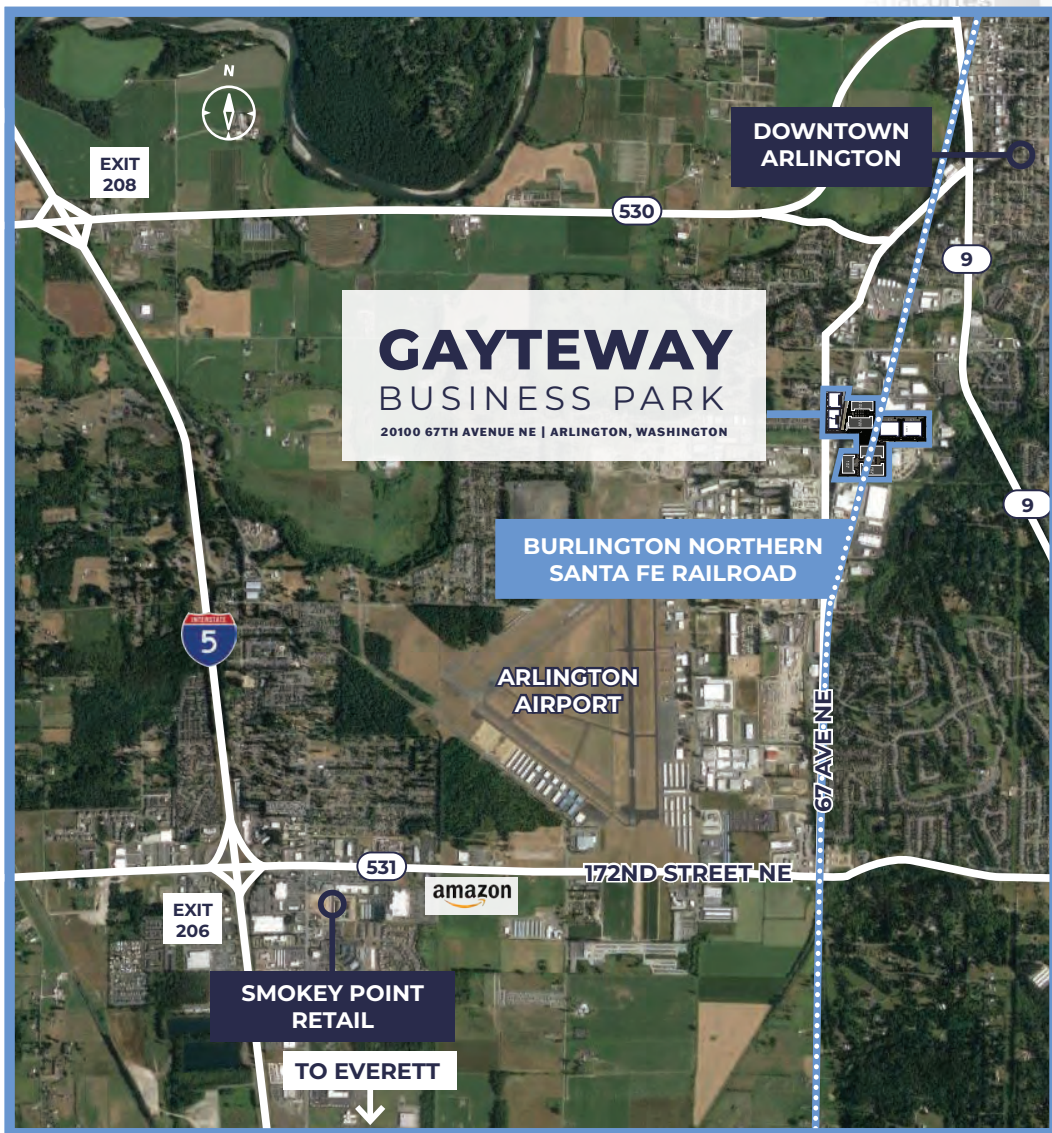 N
DOWNTOWN
ARLINGTON
EXIT
208
530
9
GAYTEWAY
BUSINESS PARK
20100 67TH AVENUE NE | ARLINGTON, WASHINGTON
9
BURLINGTON NORTHERN
SANTA FE RAILROAD
INTERSTATE
5
ARLINGTON
AIRPORT
67 AVE NE
531
172ND STREET NE
amazon
EXIT
206
SMOKEY POINT
RETAIL
TO EVERETT